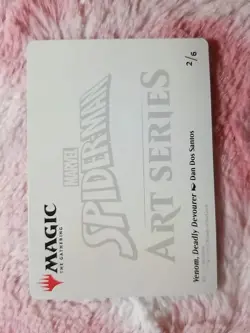 MARVEL
SPIDER-MAN
ART SERIES
2/6
MAGIC
THE GATHERING
Venom, Deadly Devourer Dan Dos Santos